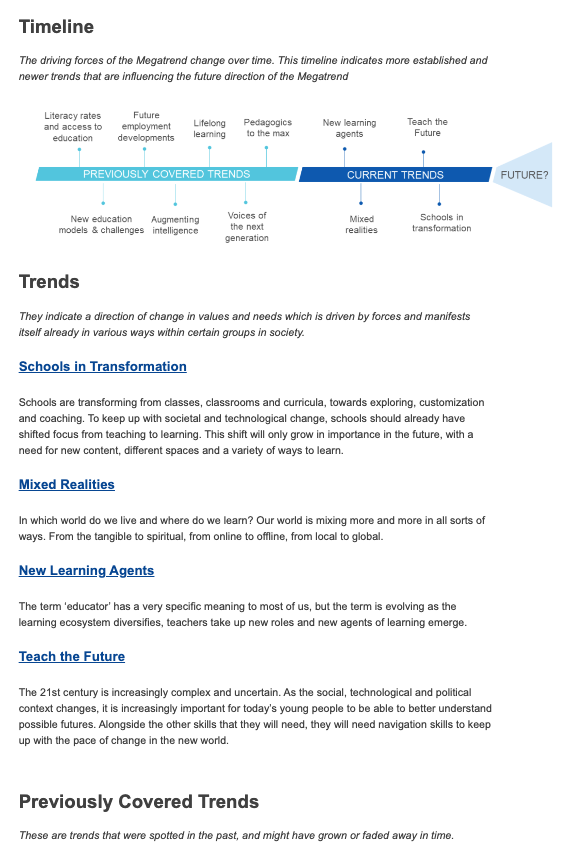 Timeline
The driving forces of the Megatrend change over time. This timeline indicates more established and
newer trends that are influencing the future direction of the Megatrend
Literacy rates
and access to
education
Future
employment
developments
Lifelong
learning
Pedagogics
to the max
New learning
agents
Teach the
Future
PREVIOUSLY COVERED TRENDS
CURRENT TRENDS
FUTURE?
New education
models & challenges
Augmenting
intelligence
Voices of
the next
generation
Mixed
realities
Schools in
transformation
Trends
They indicate a direction of change in values and needs which is driven by forces and manifests
itself already in various ways within certain groups in society.
Schools in Transformation
Schools are transforming from classes, classrooms and curricula, towards exploring, customization
and coaching. To keep up with societal and technological change, schools should already have
shifted focus from teaching to learning. This shift will only grow in importance in the future, with a
need for new content, different spaces and a variety of ways to learn.
Mixed Realities
In which world do we live and where do we learn? Our world is mixing more and more in all sorts of
ways. From the tangible to spiritual, from online to offline, from local to global.
New Learning Agents
The term ‘educator’ has a very specific meaning to most of us, but the term is evolving as the
learning ecosystem diversifies, teachers take up new roles and new agents of learning emerge.
Teach the Future
The 21st century is increasingly complex and uncertain. As the social, technological and political
context changes, it is increasingly important for today’s young people to be able to better understand
possible futures. Alongside the other skills that they will need, they will need navigation skills to keep
up with the pace of change in the new world.
Previously Covered Trends
These are trends that were spotted in the past, and might have grown or faded away in time.